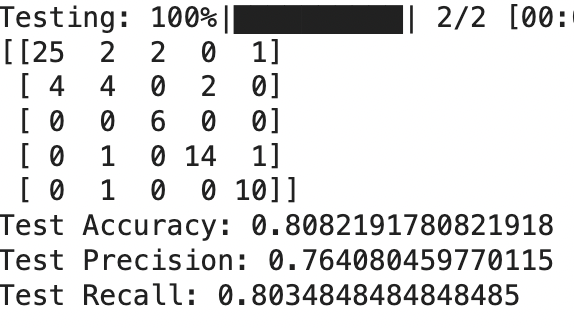 Testing: 100%|██████████| 2/2 [00:
[[25  2  2  0  1]
 [ 4  4  0  2  0]
 [ 0  0  6  0  0]
 [ 0  1  0 14  1]
 [ 0  1  0  0 10]]
Test Accuracy: 0.8082191780821918
Test Precision: 0.764080459770115
Test Recall: 0.8034848484848485